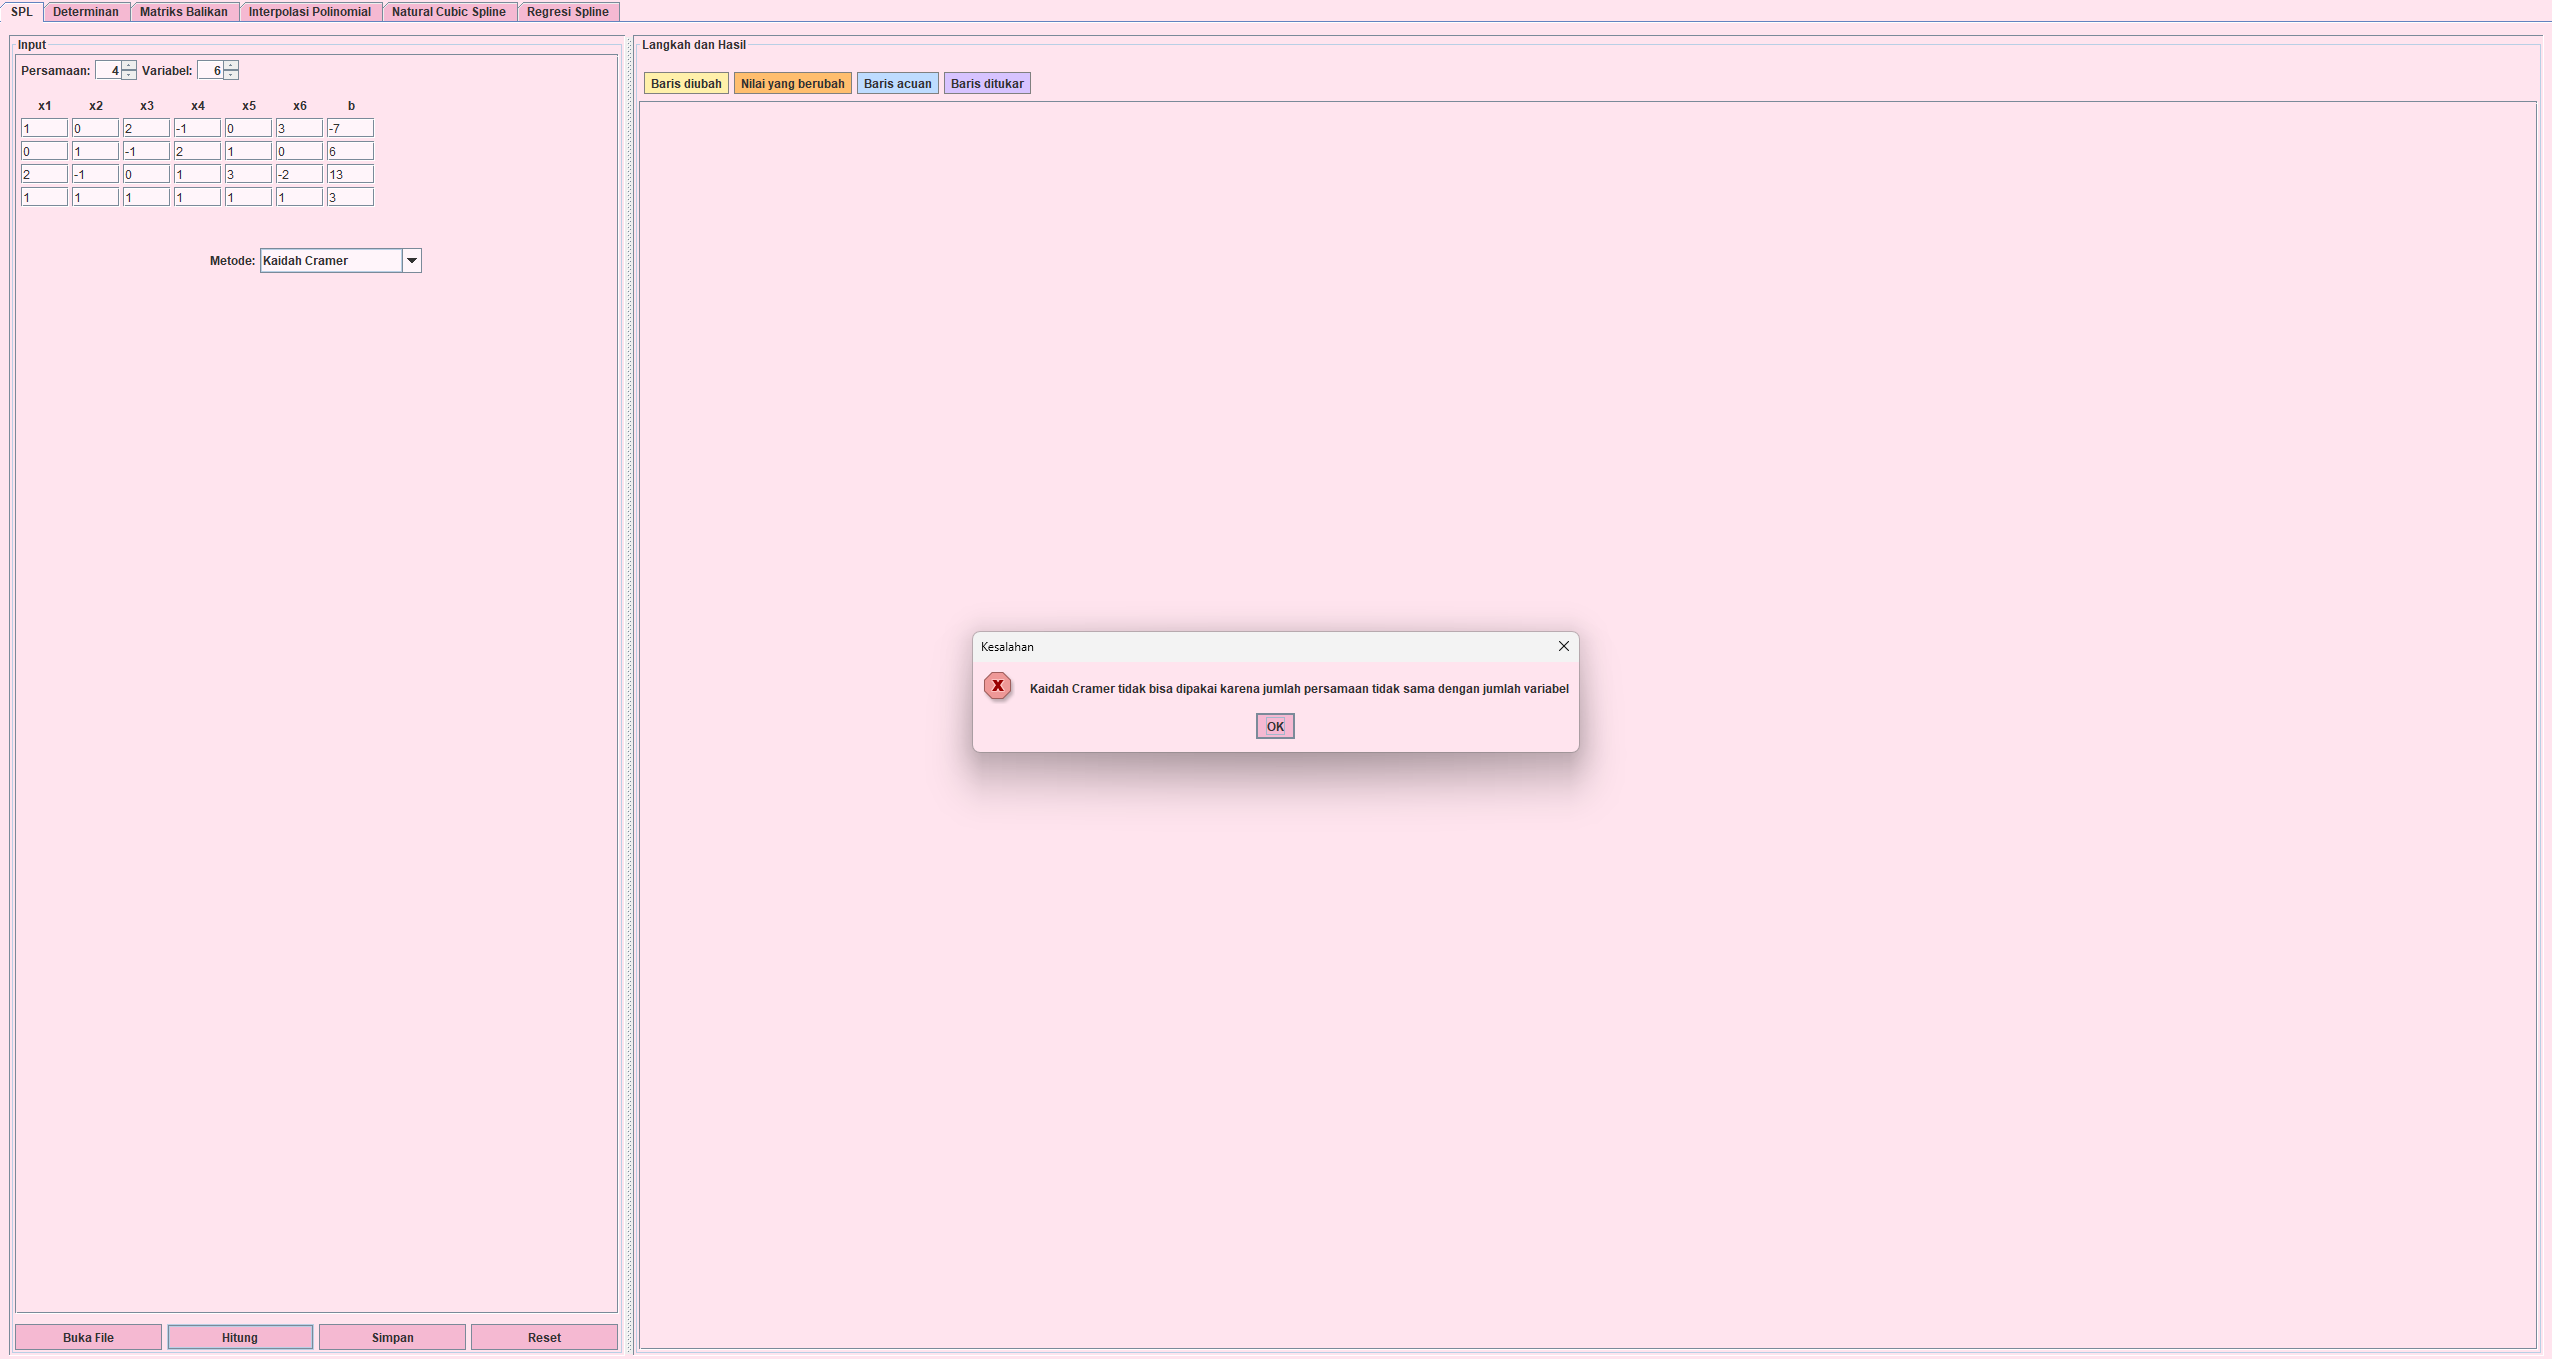 SPL Determinan Matriks Balikan Interpolasi Polinomial Natural Cubic Spline Regresi Spline
Input
Persamaan: 4 Variabel: 6
x1 x2 x3 x4 x5 x6 b
1 0 2 -1 0 3 -7
0 1 -1 2 1 0 6
2 -1 0 1 3 -2 13
1 1 1 1 1 1 3
Metode: Kaidah Cramer
Buka File Hitung Simpan Reset
Langkah dan Hasil
Baris diubah Nilai yang berubah Baris acuan Baris ditukar
Kesalahan
Kaidah Cramer tidak bisa dipakai karena jumlah persamaan tidak sama dengan jumlah variabel
OK